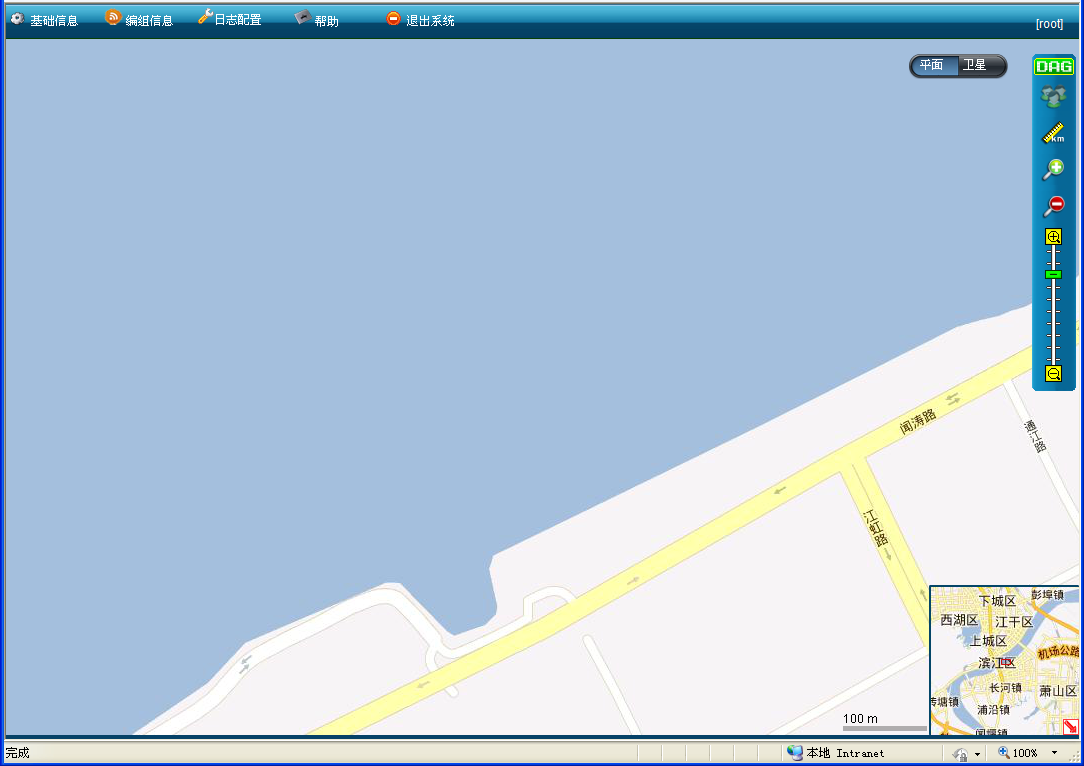 基础信息 编组信息 日志配置 帮助 退出系统
[root]
平面 卫星
DAG
km
闻涛路
通江路
江虹路
下城区 彭埠镇
西湖区 江干区
上城区
机场公路
滨江区
长河镇 萧山区
转塘镇
浦沿镇
闻堰镇
100 m
完成 本地 Intranet 100%